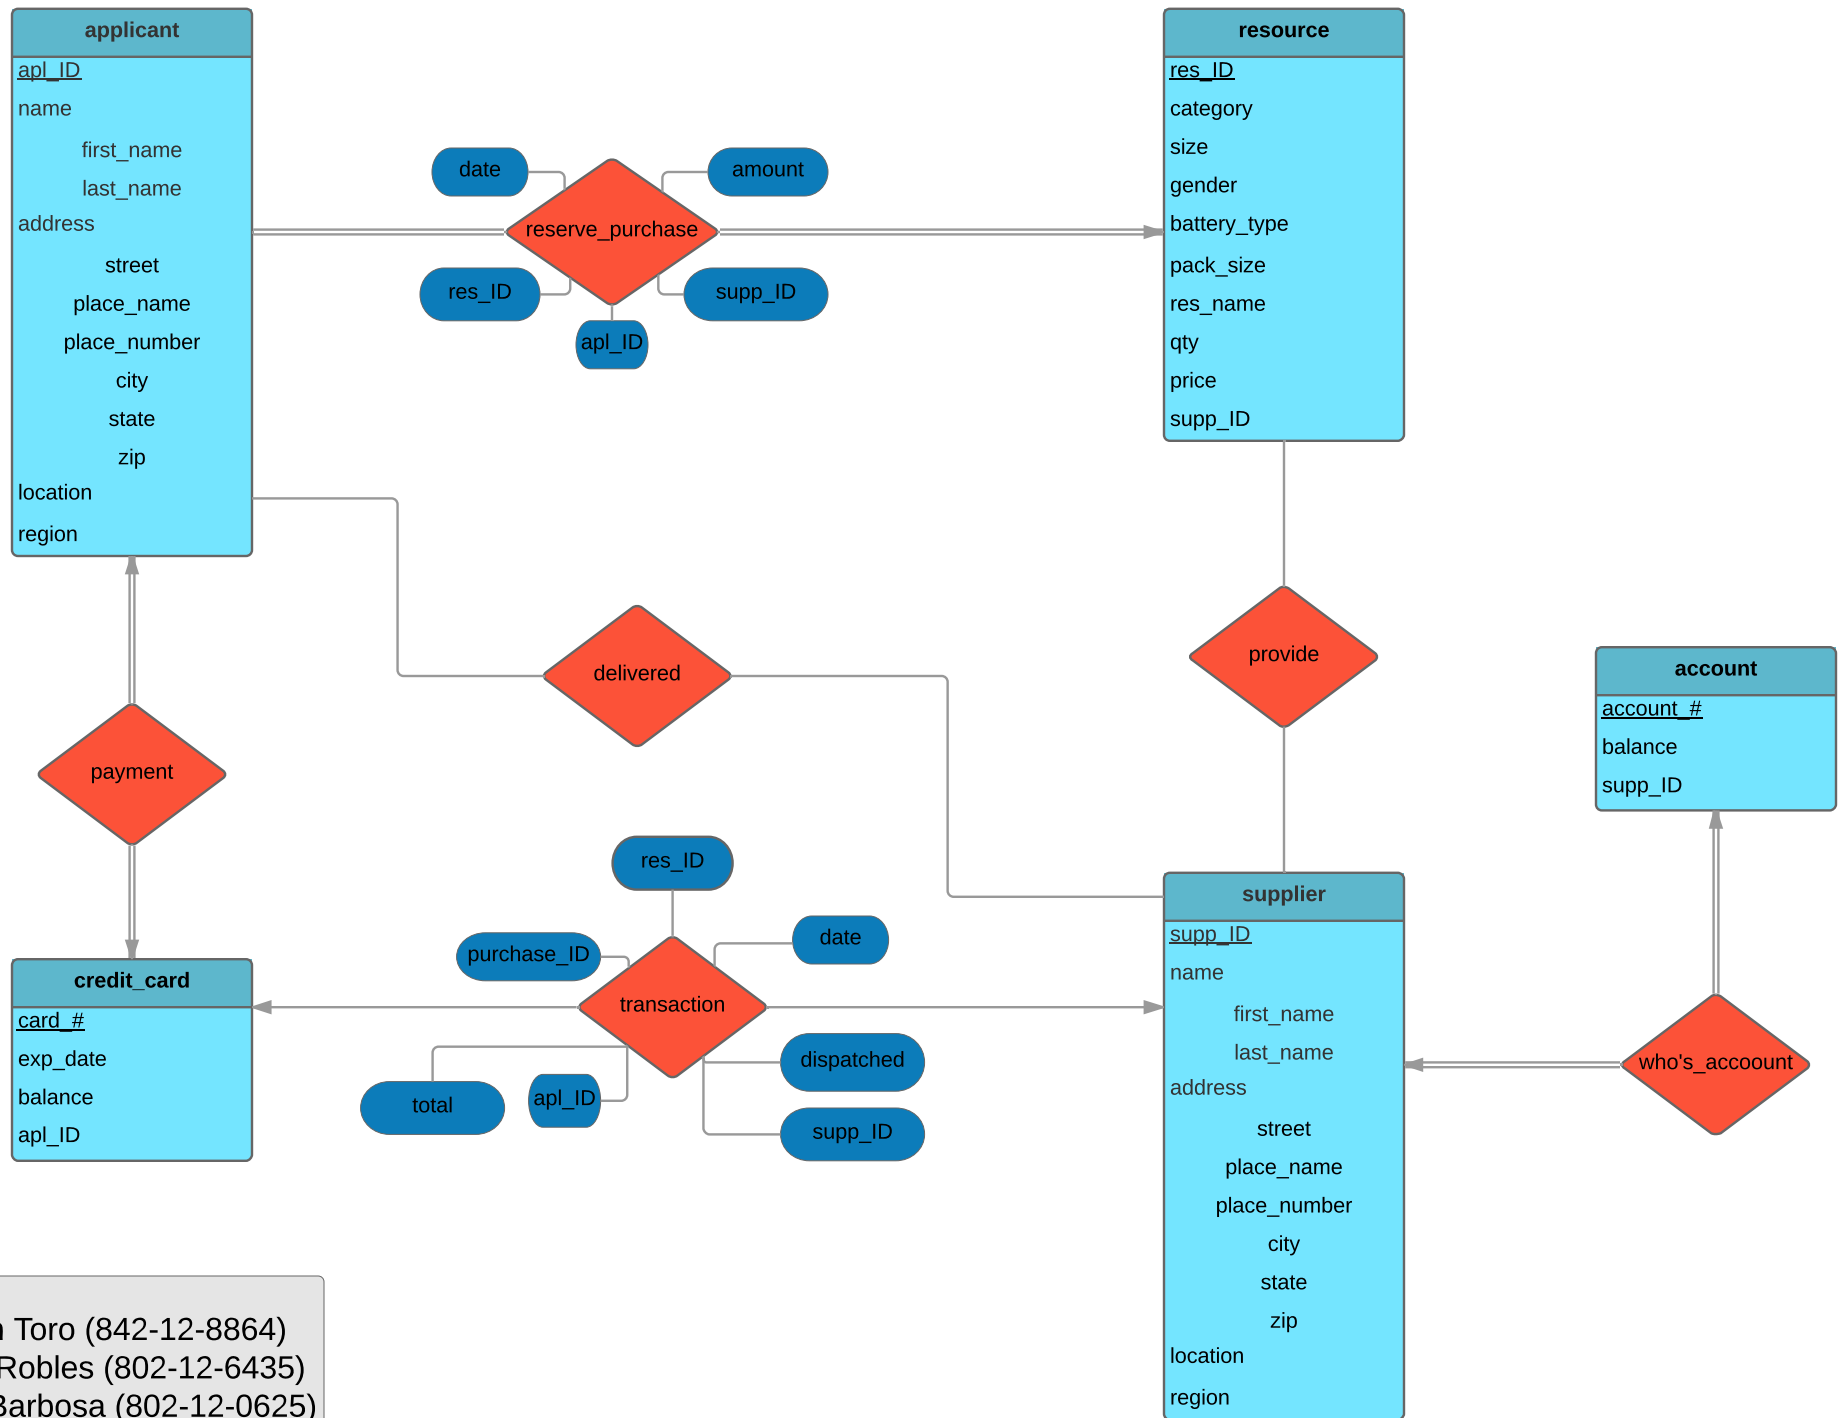 applicant
apl_ID
name
first_name
last_name
address
street
place_name
place_number
city
state
zip
location
region
date
amount
reserve_purchase
res_ID
supp_ID
apl_ID
resource
res_ID
category
size
gender
battery_type
pack_size
res_name
qty
price
supp_ID
delivered
provide
payment
account
account_#
balance
supp_ID
credit_card
card_#
exp_date
balance
apl_ID
res_ID
purchase_ID
date
transaction
dispatched
total
apl_ID
supp_ID
supplier
supp_ID
name
first_name
last_name
address
street
place_name
place_number
city
state
zip
location
region
who's_accoount
Toro (842-12-8864)
Robles (802-12-6435)
Barbosa (802-12-0625)